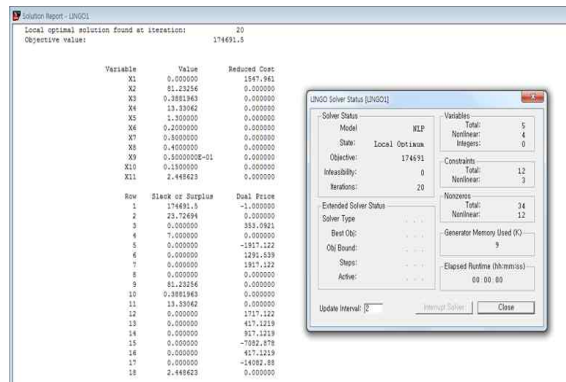 Solution Report - LINGO1
Local optimal solution found at iteration: 20
Objective value: 174691.5
Variable Value Reduced Cost
X1 0.000000 1547.961
X2 81.23256 0.000000
X3 0.3881963 0.000000
X4 13.33062 0.000000
X5 1.300000 0.000000
X6 0.2000000 0.000000
X7 0.5000000 0.000000
X8 0.4000000 0.000000
X9 0.5000000E-01 0.000000
X10 0.1500000 0.000000
X11 2.448623 0.000000
Row Slack or Surplus Dual Price
1 174691.5 -1.000000
2 23.72694 0.000000
3 0.000000 353.0921
4 7.000000 0.000000
5 0.000000 -1917.122
6 0.000000 1291.539
7 0.000000 1917.122
8 0.000000 0.000000
9 81.23256 0.000000
10 0.3881963 0.000000
11 13.33062 0.000000
12 0.000000 1717.122
13 0.000000 417.1219
14 0.000000 917.1219
15 0.000000 -7082.878
16 0.000000 417.1219
17 0.000000 -14082.88
18 2.448623 0.000000
LINGO Solver Status [LINGO1]
Solver Status
Model NLP
State: Local Optimum
Objective: 174691
Infeasibility: 0
Iterations: 20
Extended Solver Status
Solver Type . . .
Best Obj: . . .
Obj Bound: . . .
Steps: . . .
Active: . . .
Variables
Total: 5
Nonlinear: 4
Integers: 0
Constraints
Total: 12
Nonlinear: 3
Nonzeros
Total: 34
Nonlinear: 12
Generator Memory Used (K)
9
Elapsed Runtime (hh:mm:ss)
00:00:00
Update Interval: 2
Interrupt Solver
Close